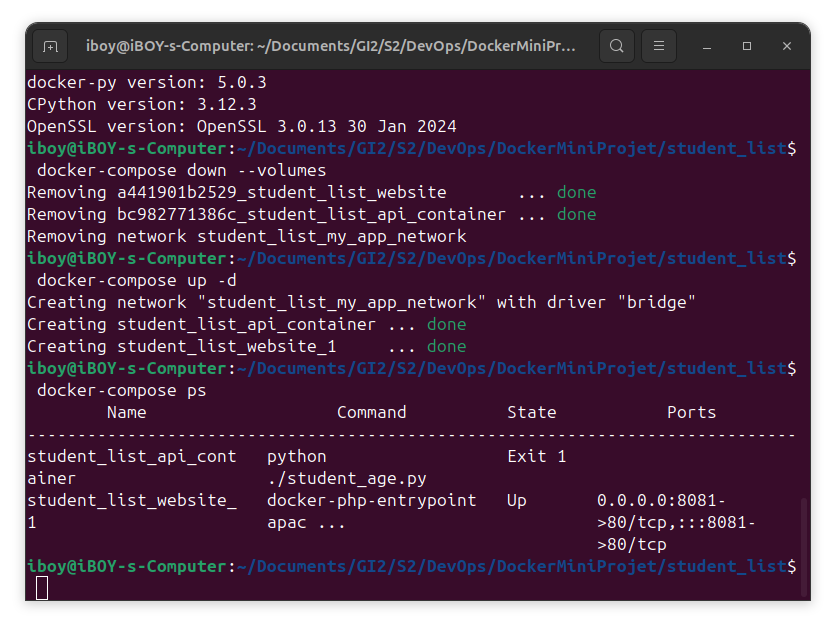 iboy@iBOY-s-Computer: ~/Documents/GI2/S2/DevOps/DockerMiniPr...
docker-py version: 5.0.3
CPython version: 3.12.3
OpenSSL version: OpenSSL 3.0.13 30 Jan 2024
iboy@iBOY-s-Computer:~/Documents/GI2/S2/DevOps/DockerMiniProjet/student_list$
docker-compose down --volumes
Removing a441901b2529_student_list_website       ... done
Removing bc982771386c_student_list_api_container ... done
Removing network student_list_my_app_network
iboy@iBOY-s-Computer:~/Documents/GI2/S2/DevOps/DockerMiniProjet/student_list$
docker-compose up -d
Creating network "student_list_my_app_network" with driver "bridge"
Creating student_list_api_container ... done
Creating student_list_website_1     ... done
iboy@iBOY-s-Computer:~/Documents/GI2/S2/DevOps/DockerMiniProjet/student_list$
docker-compose ps
        Name                   Command          State           Ports
-----------------------------------------------------------------------------
student_list_api_cont   python                  Exit 1
ainer                   ./student_age.py
student_list_website_   docker-php-entrypoint   Up       0.0.0.0:8081-
1                       apac ...                         >80/tcp,:::8081-
                                                         >80/tcp
iboy@iBOY-s-Computer:~/Documents/GI2/S2/DevOps/DockerMiniProjet/student_list$